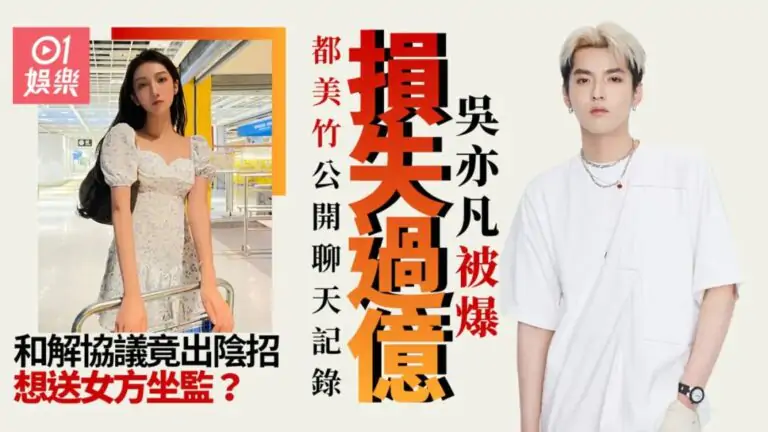 01
娛樂
吳亦凡被爆
損失過億
都美竹公開聊天記錄
和解協議竟出陰招
想送女方坐監？